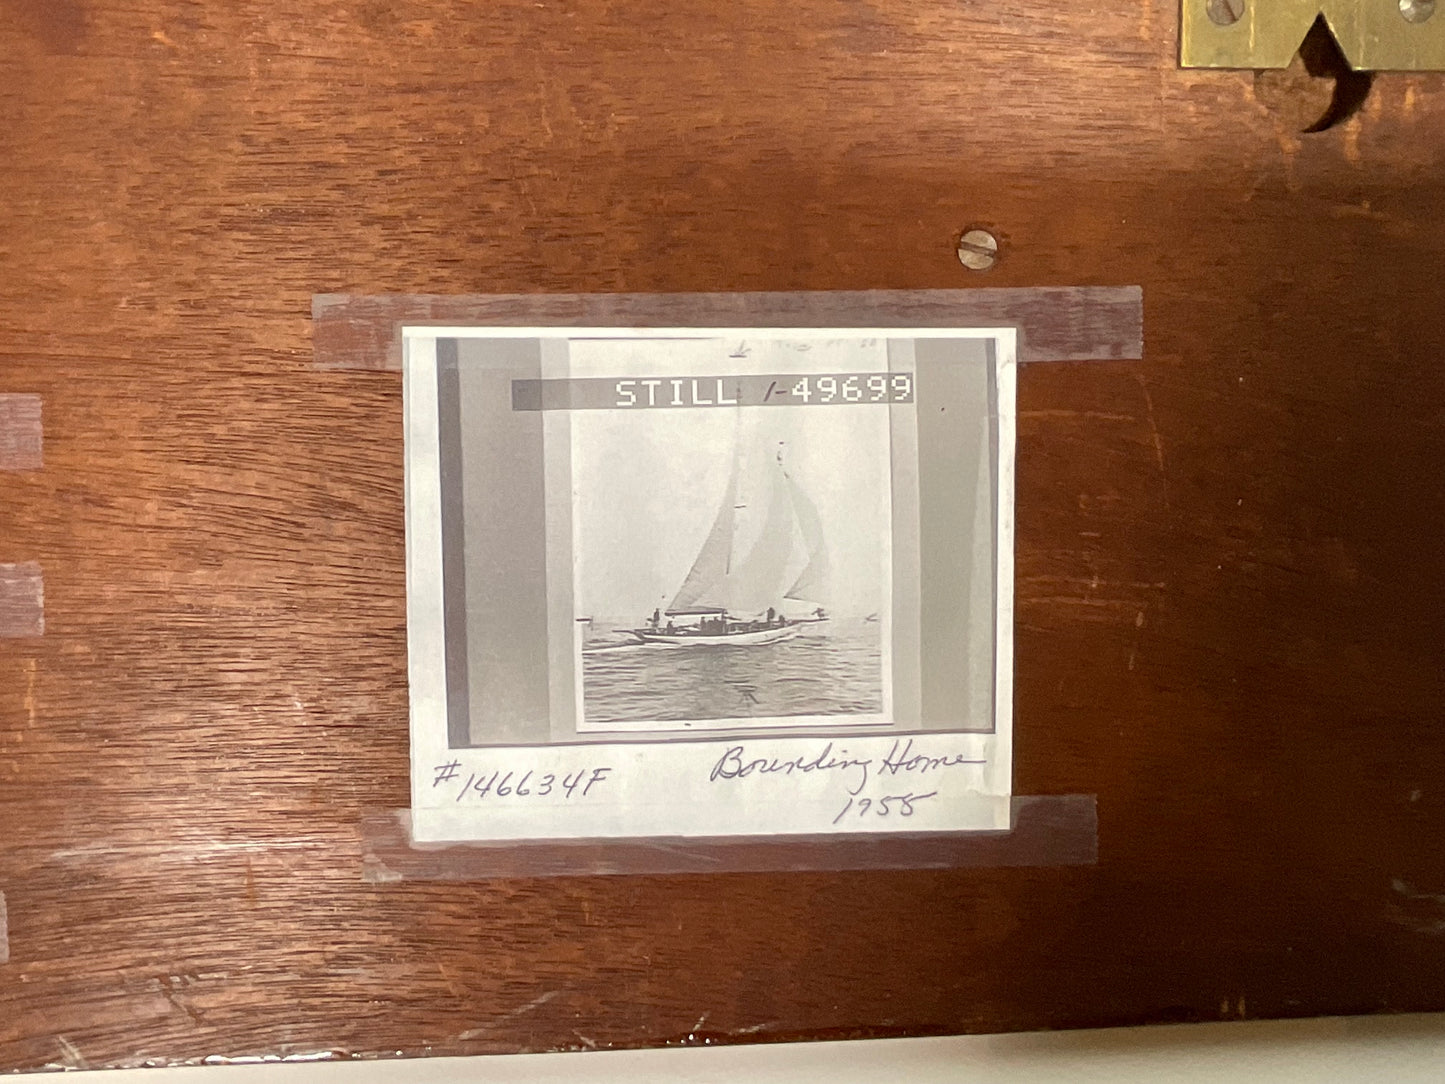 STILL 1-49699
#146634F
Bounding Home
1955